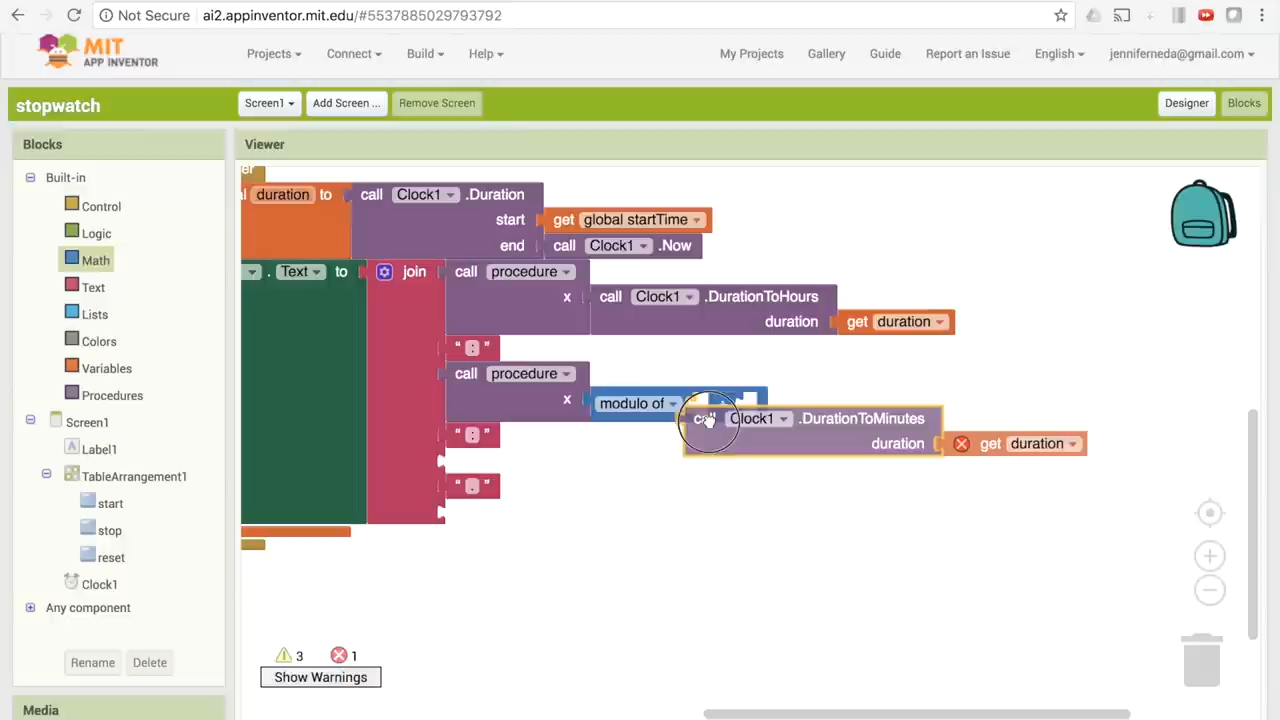 Not Secure ai2.appinventor.mit.edu/#5537885029793792
MIT
APP INVENTOR
Projects Connect Build Help My Projects Gallery Guide Report an Issue English jenniferneda@gmail.com
stopwatch Screen1 Add Screen ... Remove Screen Designer Blocks
Blocks
Viewer
Built-in
Control
Logic
Math
Text
Lists
Colors
Variables
Procedures
Screen1
Label1
TableArrangement1
start
stop
reset
Clock1
Any component
Rename Delete
Media
er
l duration to call Clock1 .Duration
start get global startTime
end call Clock1 .Now
. Text to join call procedure
x call Clock1 .DurationToHours
duration get duration
" : "
call procedure
x modulo of
call Clock1 .DurationToMinutes
duration get duration
" : "
" . "
3 1
Show Warnings